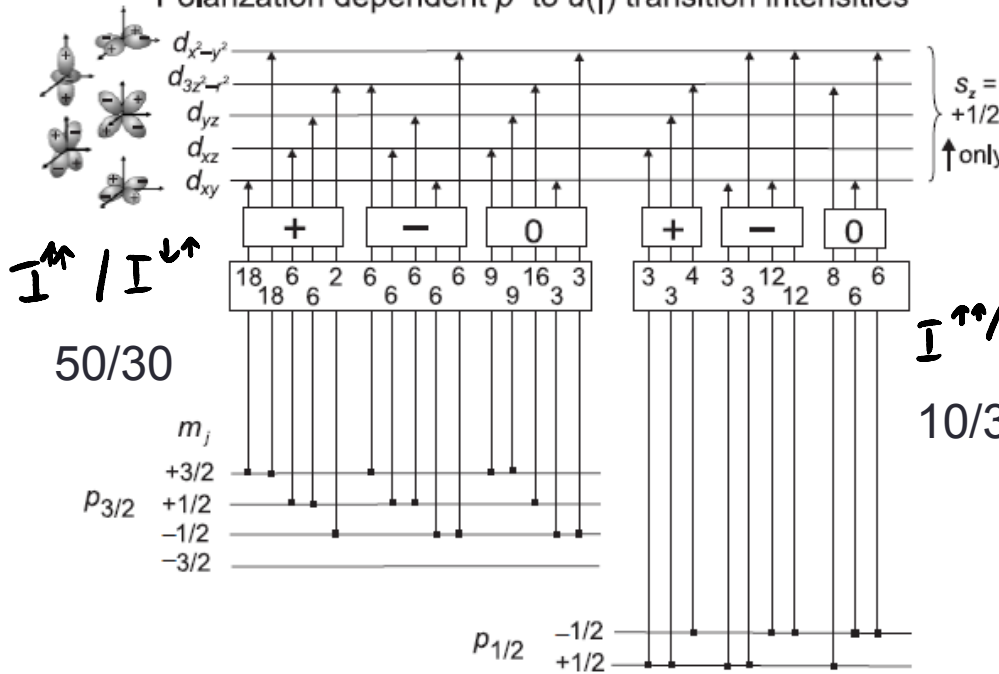 Polarization dependent p to d(↑) transition intensities
d_{x²−y²}
d_{3z²−r²}
d_{yz}
d_{xz}
d_{xy}
s_z =
+1/2
↑ only
+ − 0 + − 0
I^{↑↑} / I^{↓↑}
18 6 2 6 6 6 9 16 3 3 4 3 12 8 6
18 6 6 6 9 3 3 3 12 6
I^{↑↑}/
50/30
10/3
m_j
+3/2
p_{3/2} +1/2
−1/2
−3/2
p_{1/2} −1/2
+1/2